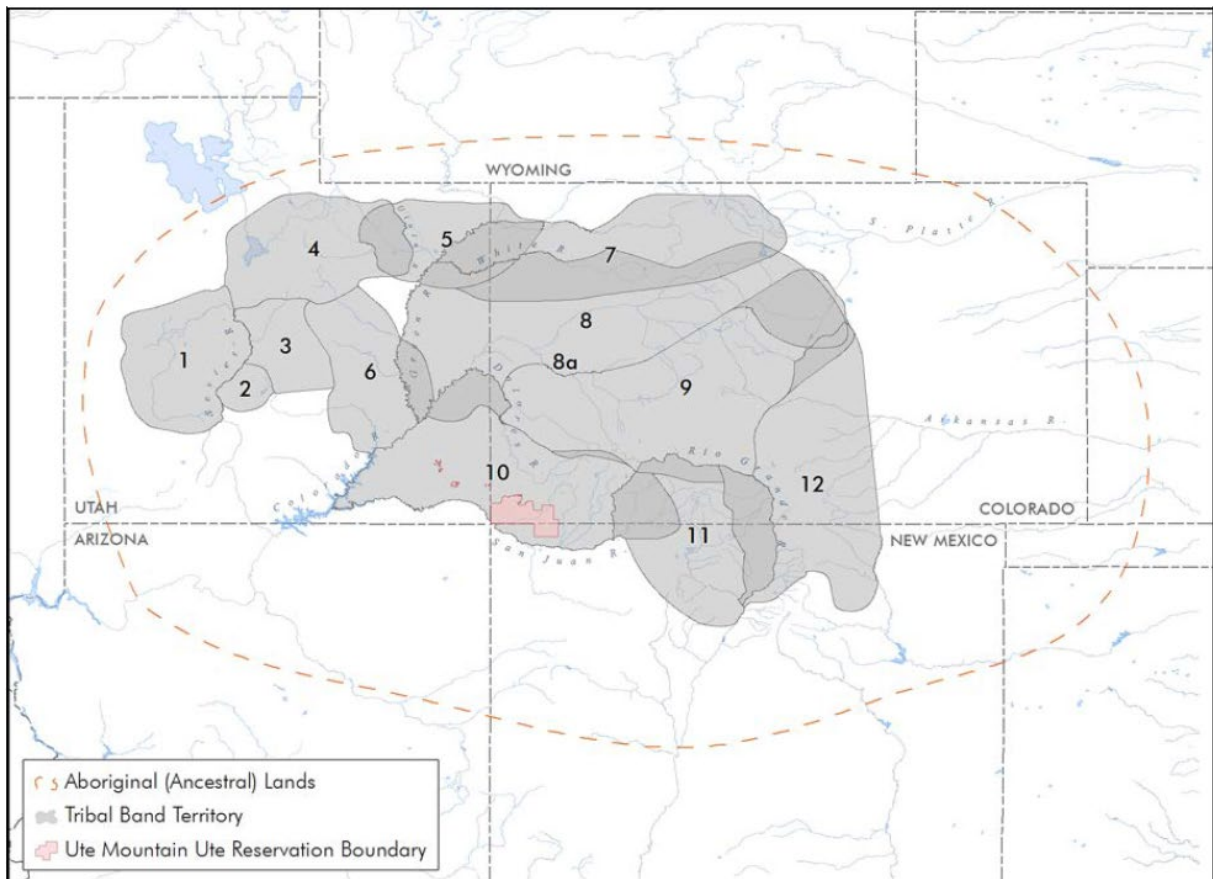 WYOMING
S. Platte R.
Green R.
4
5
White R.
7
8
8a
1
Sevier R.
3
2
6
Dolores R.
9
Arkansas R.
Rio Grande R.
10
12
Colorado R.
UTAH
COLORADO
ARIZONA
San Juan R.
11
NEW MEXICO
Aboriginal (Ancestral) Lands
Tribal Band Territory
Ute Mountain Ute Reservation Boundary